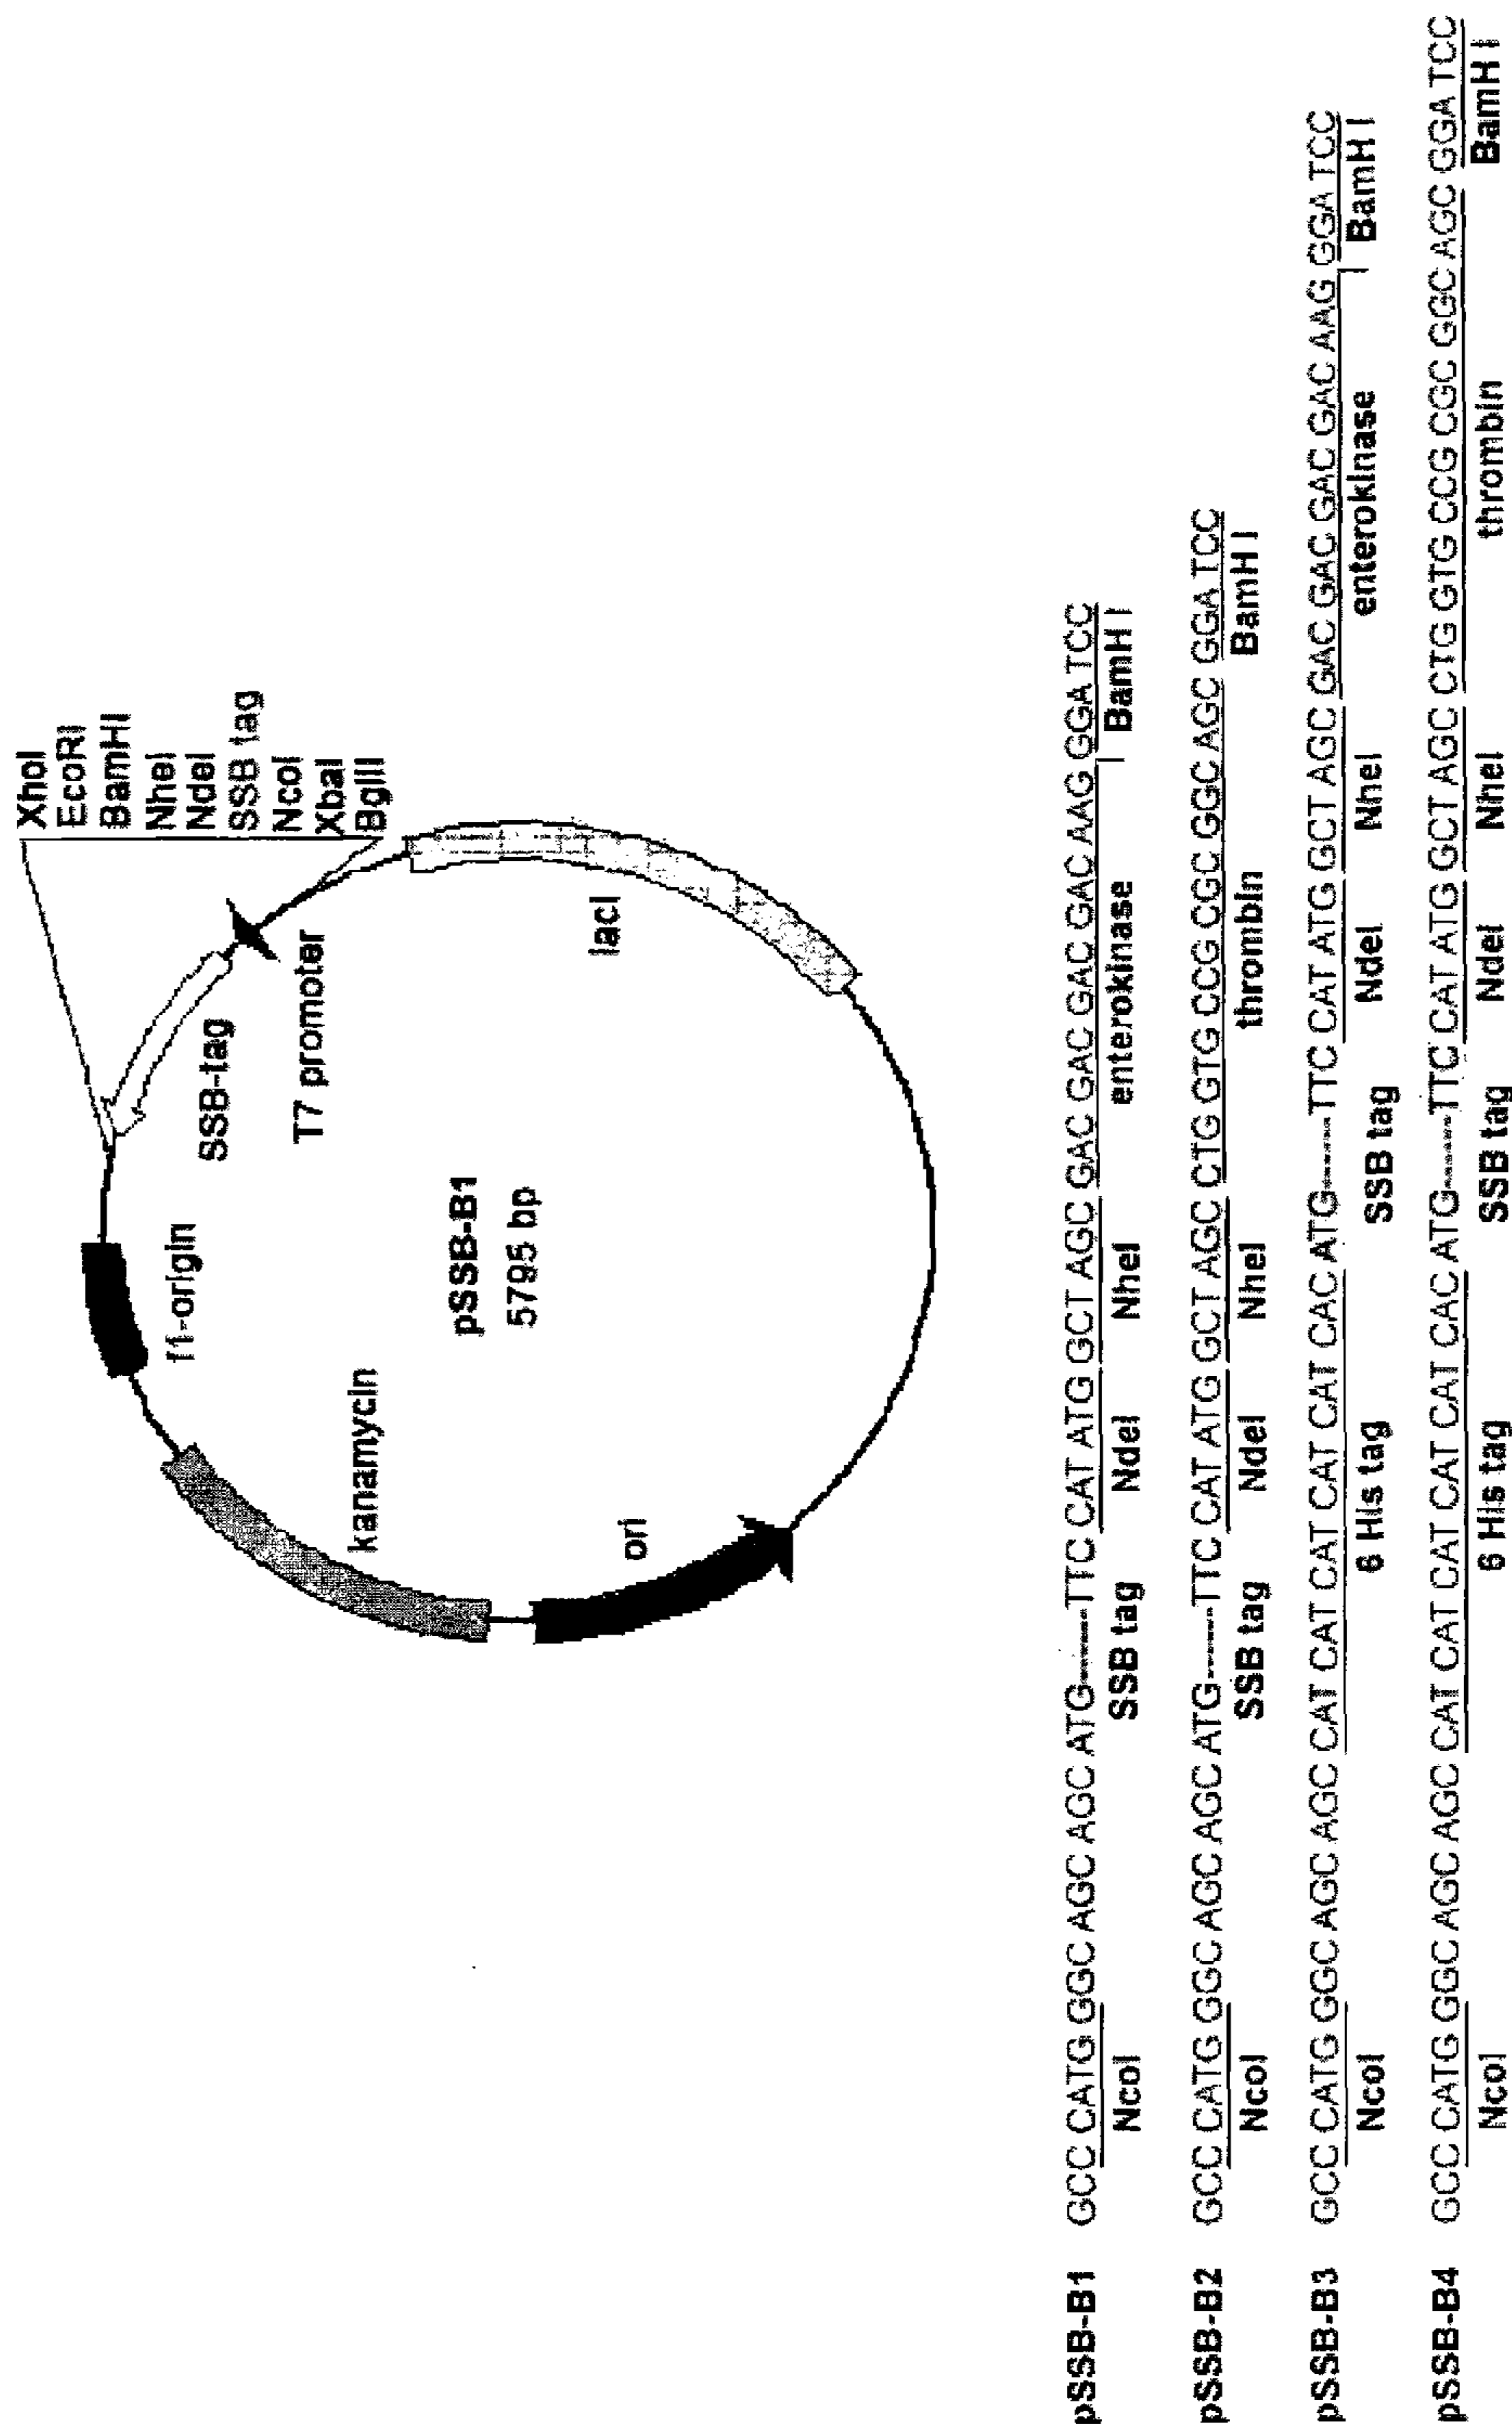 XhoI
EcoRI
BamHI
NheI
NdeI
SSB tag
NcoI
XbaI
BglII
SSB-tag
T7 promoter
lacI
f1-origin
kanamycin
ori
pSSB-B1
5795 bp
pSSB-B1 GCC CATG GGC AGC AGC ATG-----TTC CAT ATG GCT AGC GAC GAC GAC GAC AAG GGA TCC
NcoI SSB tag NdeI NheI enterokinase BamH I
pSSB-B2 GCC CATG GGC AGC AGC ATG-----TTC CAT ATG GCT AGC CTG GTG CCG CGC GGC AGC GGA TCC
NcoI SSB tag NdeI NheI thrombin BamH I
pSSB-B3 GCC CATG GGC AGC AGC CAT CAT CAT CAT CAT CAC ATG-----TTC CAT ATG GCT AGC GAC GAC GAC GAC AAG GGA TCC
NcoI 6 His tag SSB tag NdeI NheI enterokinase BamH I
pSSB-B4 GCC CATG GGC AGC AGC CAT CAT CAT CAT CAT CAC ATG-----TTC CAT ATG GCT AGC CTG GTG CCG CGC GGC AGC GGA TCC
NcoI 6 His tag SSB tag NdeI NheI thrombin BamH I